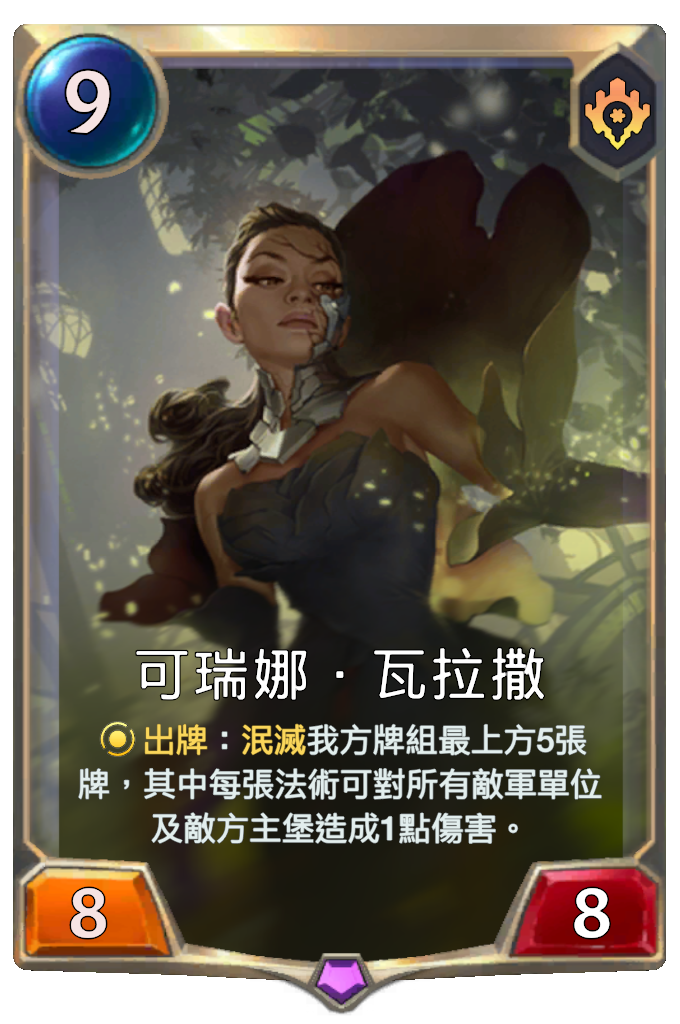 9
可瑞娜．瓦拉撒
出牌：泯滅我方牌組最上方5張
牌，其中每張法術可對所有敵軍單位
及敵方主堡造成1點傷害。
8
8